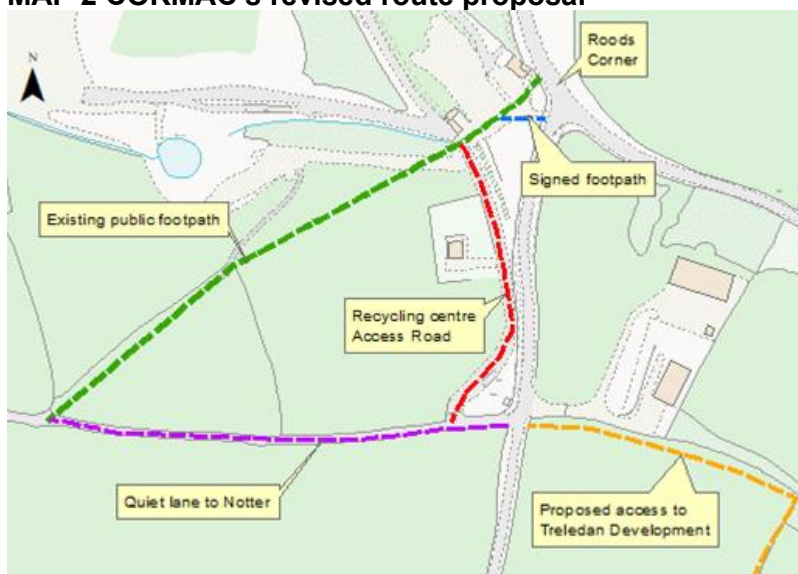 MAP 2 CORMAC's revised route proposal
N
Roods
Corner
Signed footpath
Existing public footpath
Recycling centre
Access Road
Quiet lane to Notter
Proposed access to
Treledan Development